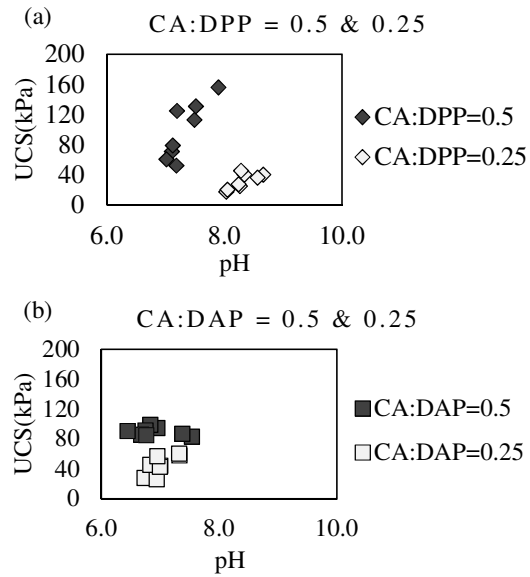 (a)
CA:DPP = 0.5 & 0.25
200
160
120
80
40
0
UCS(kPa)
6.0 8.0 10.0
pH
CA:DPP=0.5
CA:DPP=0.25
(b)
CA:DAP = 0.5 & 0.25
200
160
120
80
40
0
UCS(kPa)
6.0 8.0 10.0
pH
CA:DAP=0.5
CA:DAP=0.25